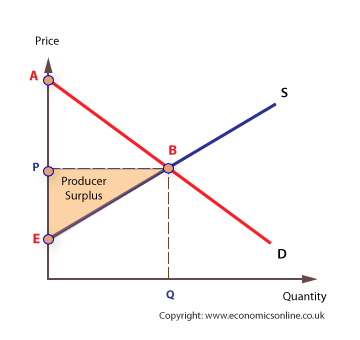 Price
A
S
B
P
Producer
Surplus
E
D
Q
Quantity
Copyright: www.economicsonline.co.uk